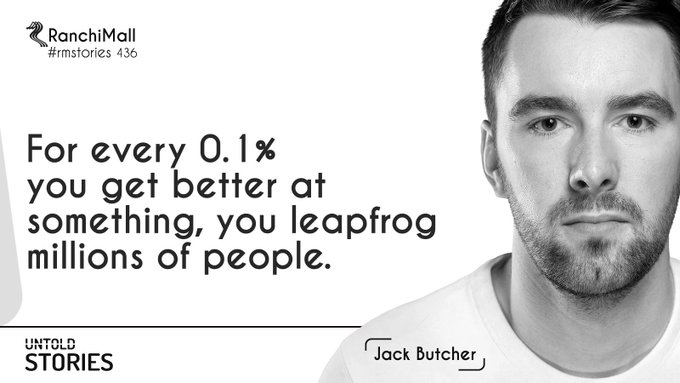 RanchiMall
#rmstories 436
For every 0.1%
you get better at
something, you leapfrog
millions of people.
UNTOLD
STORIES
Jack Butcher